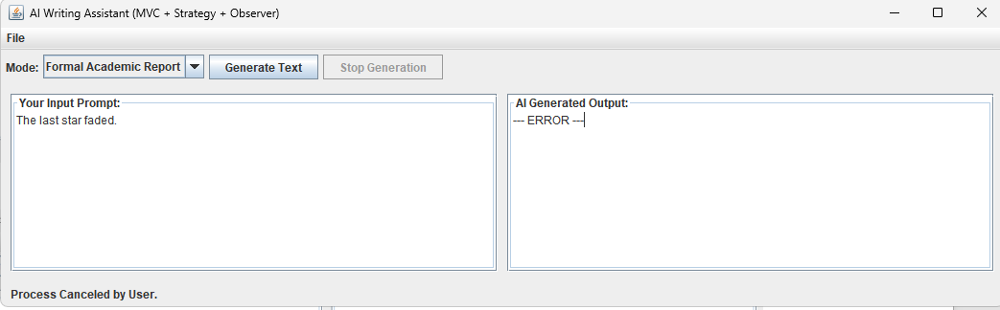 AI Writing Assistant (MVC + Strategy + Observer)
File
Mode: Formal Academic Report Generate Text Stop Generation
Your Input Prompt:
The last star faded.
AI Generated Output:
--- ERROR ---
Process Canceled by User.